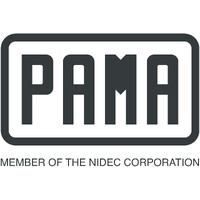 PAMA
MEMBER OF THE NIDEC CORPORATION